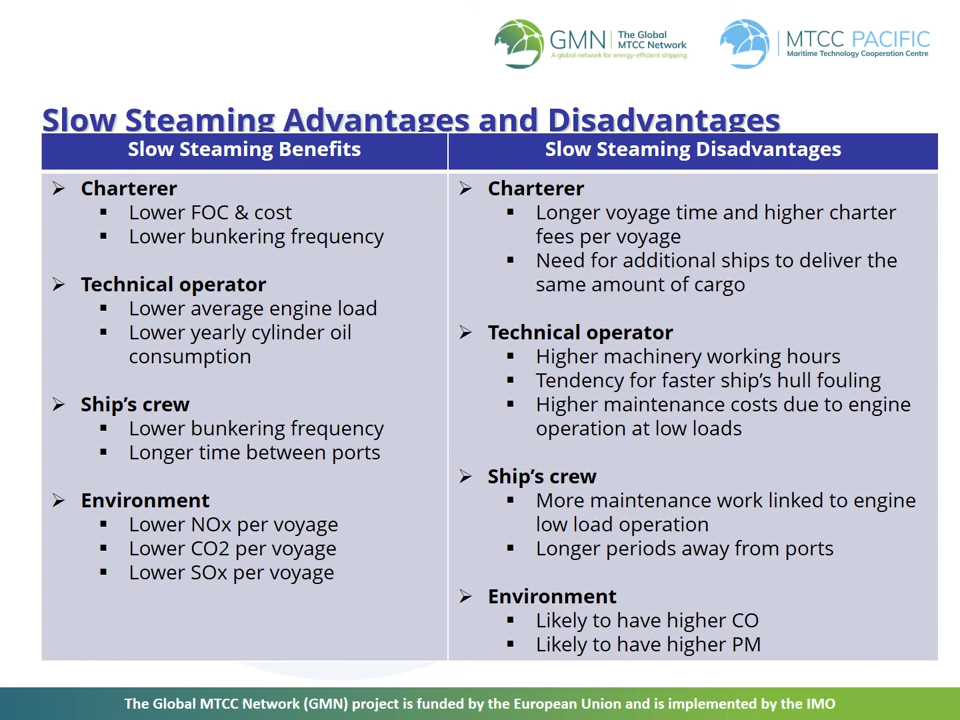 GMN
The Global
MTCC Network
A global network for energy-efficient shipping
MTCC PACIFIC
Maritime Technology Cooperation Centre
Slow Steaming Advantages and Disadvantages
Slow Steaming Benefits
➢ Charterer
▪ Lower FOC & cost
▪ Lower bunkering frequency
➢ Technical operator
▪ Lower average engine load
▪ Lower yearly cylinder oil
consumption
➢ Ship's crew
▪ Lower bunkering frequency
▪ Longer time between ports
➢ Environment
▪ Lower NOx per voyage
▪ Lower CO2 per voyage
▪ Lower SOx per voyage
Slow Steaming Disadvantages
➢ Charterer
▪ Longer voyage time and higher charter
fees per voyage
▪ Need for additional ships to deliver the
same amount of cargo
➢ Technical operator
▪ Higher machinery working hours
▪ Tendency for faster ship's hull fouling
▪ Higher maintenance costs due to engine
operation at low loads
➢ Ship's crew
▪ More maintenance work linked to engine
low load operation
▪ Longer periods away from ports
➢ Environment
▪ Likely to have higher CO
▪ Likely to have higher PM
The Global MTCC Network (GMN) project is funded by the European Union and is implemented by the IMO